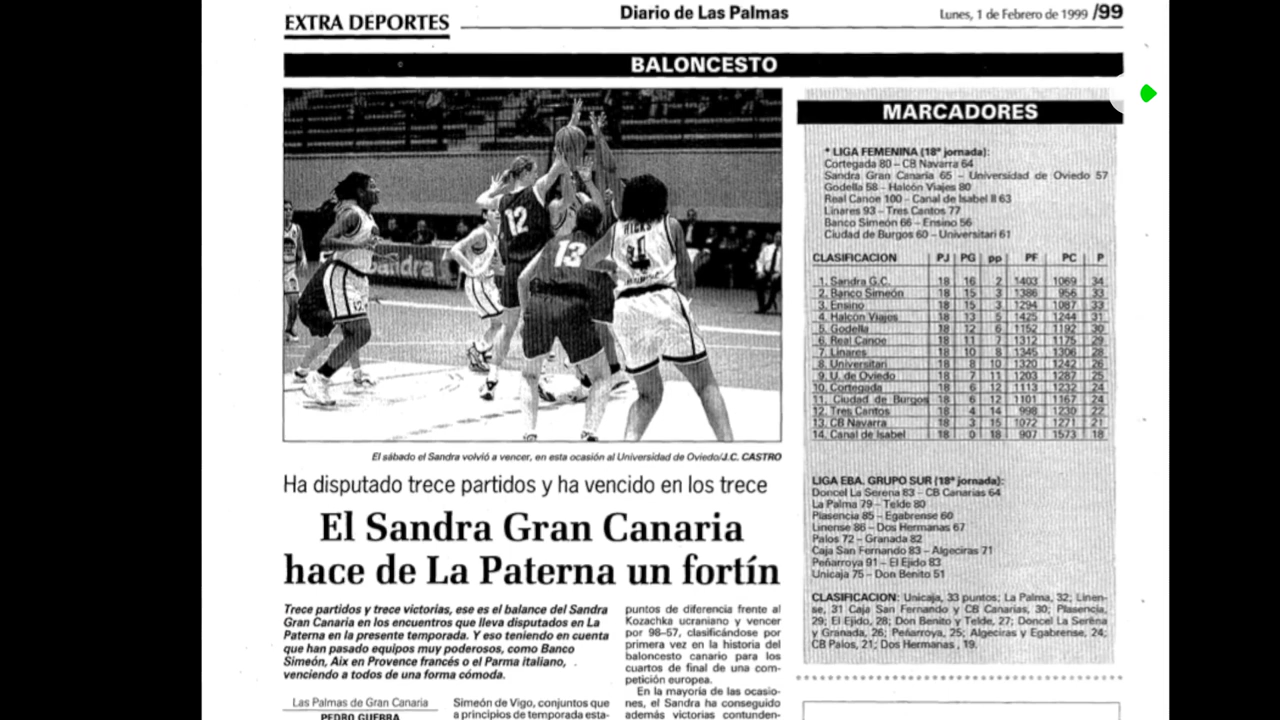 EXTRA DEPORTES
Diario de Las Palmas
Lunes, 1 de Febrero de 1999 /99
BALONCESTO
12
13
HICKS
4
Sandra
El sábado el Sandra volvió a vencer, en esta ocasión al Universidad de Oviedo/J.C. CASTRO
Ha disputado trece partidos y ha vencido en los trece
El Sandra Gran Canaria
hace de La Paterna un fortín
Trece partidos y trece victorias, ese es el balance del Sandra
Gran Canaria en los encuentros que lleva disputados en La
Paterna en la presente temporada. Y eso teniendo en cuenta
que han pasado equipos muy poderosos, como Banco
Simeón, Aix en Provence francés o el Parma italiano,
venciendo a todos de una forma cómoda.
Las Palmas de Gran Canaria
PEDRO GUERRA
Simeón de Vigo, conjuntos que
a principios de temporada esta-
puntos de diferencia frente al
Kozachka ucraniano y vencer
por 98-57, clasificándose por
primera vez en la historia del
baloncesto canario para los
cuartos de final de una com-
petición europea.
En la mayoría de las ocasio-
nes, el Sandra ha conseguido
además victorias contunden-
MARCADORES
* LIGA FEMENINA (18ª jornada):
Cortegada 80 – CB Navarra 64
Sandra Gran Canaria 65 – Universidad de Oviedo 57
Godella 58 – Halcón Viajes 80
Real Canoe 100 – Canal de Isabel II 63
Linares 93 – Tres Cantos 77
Banco Simeón 66 – Ensino 56
Ciudad de Burgos 60 – Universitari 61
CLASIFICACION PJ PG pp PF PC P
1. Sandra G.C. 18 16 2 1403 1069 34
2. Banco Simeón 18 15 3 1386 956 33
3. Ensino 18 15 3 1294 1087 33
4. Halcón Viajes 18 13 5 1425 1244 31
5. Godella 18 12 6 1152 1192 30
6. Real Canoe 18 11 7 1312 1175 29
7. Linares 18 10 8 1345 1306 28
8. Universitari 18 8 10 1320 1242 26
9. U. de Oviedo 18 7 11 1203 1287 25
10. Cortegada 18 6 12 1113 1232 24
11. Ciudad de Burgos 18 6 12 1101 1167 24
12. Tres Cantos 18 4 14 998 1230 22
13. CB Navarra 18 3 15 1072 1271 21
14. Canal de Isabel 18 0 18 907 1573 18
LIGA EBA. GRUPO SUR (18ª jornada):
Doncel La Serena 83 – CB Canarias 64
La Palma 79 – Telde 80
Plasencia 85 – Egabrense 60
Linense 86 – Dos Hermanas 67
Palos 72 – Granada 82
Caja San Fernando 83 – Algeciras 71
Peñarroya 91 – El Ejido 83
Unicaja 75 – Don Benito 51
CLASIFICACION: Unicaja, 33 puntos; La Palma, 32; Linen-
se, 31 Caja San Fernando y CB Canarias, 30; Plasencia,
29; El Ejido, 28; Don Benito y Telde, 27; Doncel La Serena
y Granada, 26; Peñarroya, 25; Algeciras y Egabrense, 24;
CB Palos, 21; Dos Hermanas , 19.